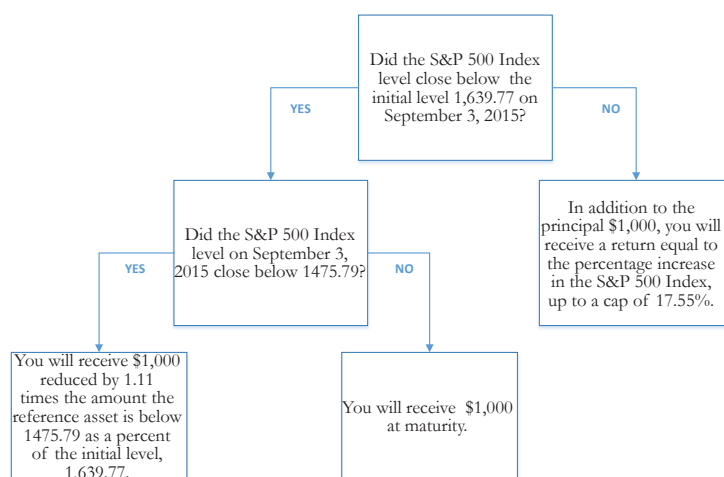 Did the S&P 500 Index
level close below the
initial level 1,639.77 on
September 3, 2015?
YES
NO
Did the S&P 500 Index
level on September 3,
2015 close below 1475.79?
In addition to the
principal $1,000, you will
receive a return equal to
the percentage increase
in the S&P 500 Index,
up to a cap of 17.55%.
YES
NO
You will receive $1,000
reduced by 1.11
times the amount the
reference asset is below
1475.79 as a percent
of the initial level,
1,639.77.
You will receive $1,000
at maturity.